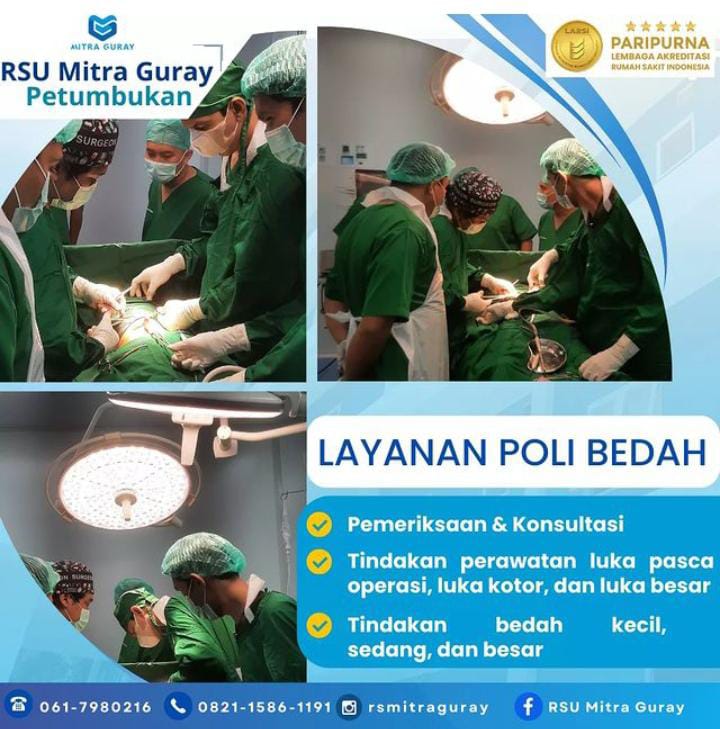 MITRA GURAY
RSU Mitra Guray
Petumbukan
LARSI
PARIPURNA
LEMBAGA AKREDITASI
RUMAH SAKIT INDONESIA
SURGEON
ON SURGEO
LAYANAN POLI BEDAH
Pemeriksaan & Konsultasi
Tindakan perawatan luka pasca
operasi, luka kotor, dan luka besar
Tindakan bedah kecil,
sedang, dan besar
061-7980216
0821-1586-1191
rsmitraguray
RSU Mitra Guray